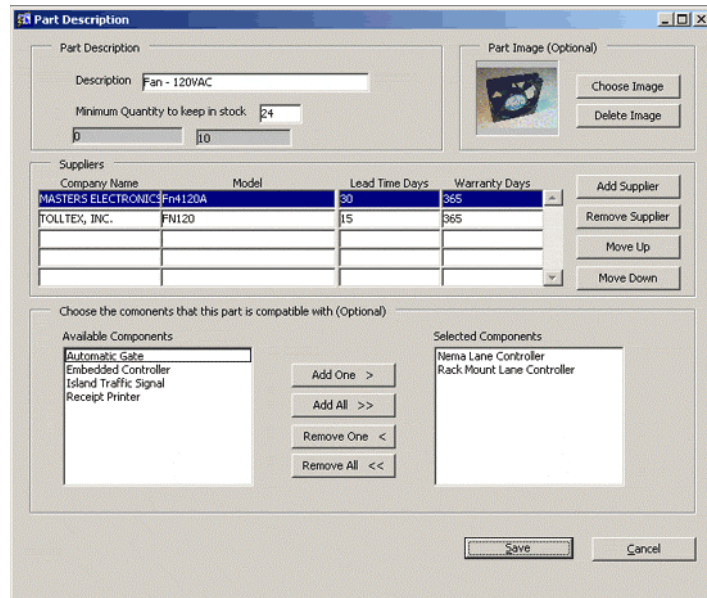 Part Description
Part Description
Description Fan - 120VAC
Minimum Quantity to keep in stock 24
0 10
Part Image (Optional)
Choose Image
Delete Image
Suppliers
Company Name Model Lead Time Days Warranty Days
MASTERS ELECTRONICS Fn4120A 30 365
TOLLTEX, INC. FN120 15 365
Add Supplier
Remove Supplier
Move Up
Move Down
Choose the comonents that this part is compatible with (Optional)
Available Components
Automatic Gate
Embedded Controller
Island Traffic Signal
Receipt Printer
Add One >
Add All >>
Remove One <
Remove All <<
Selected Components
Nema Lane Controller
Rack Mount Lane Controller
Save
Cancel